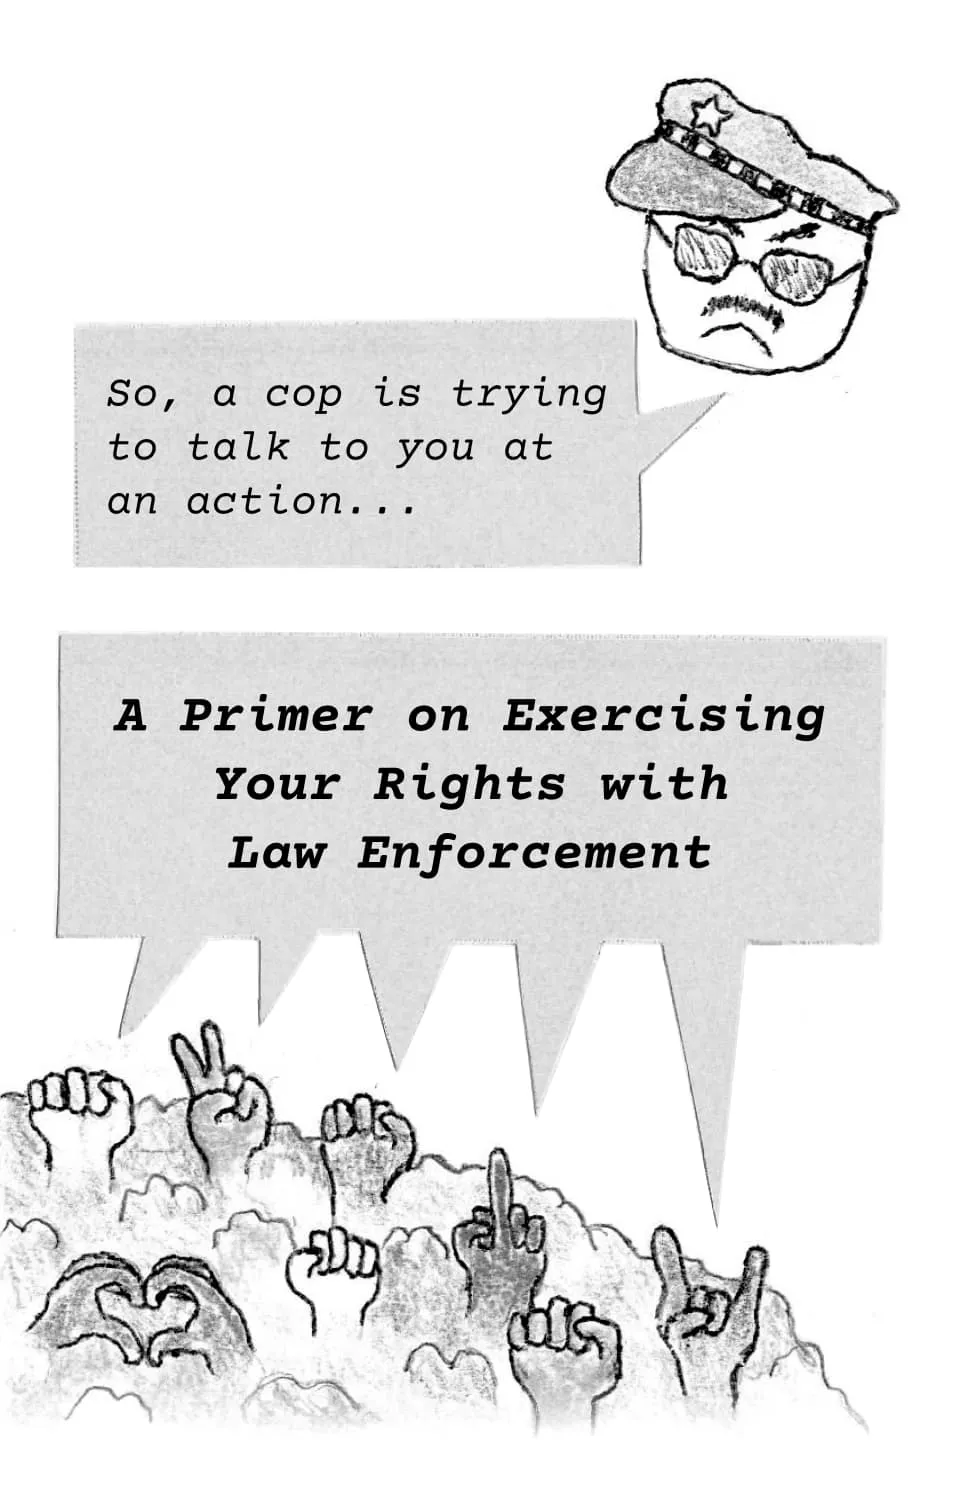 So, a cop is trying
to talk to you at
an action...
A Primer on Exercising
Your Rights with
Law Enforcement